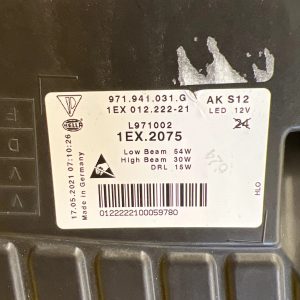 971.941.031.G
AK S12
1EX 012.222-21
LED 12V
HELLA
L971002
24
1EX.2075
Low Beam 54W
High Beam 30W
DRL 15W
17.05.2021 07:10:26
Made in Germany
0122222100059780
HLO